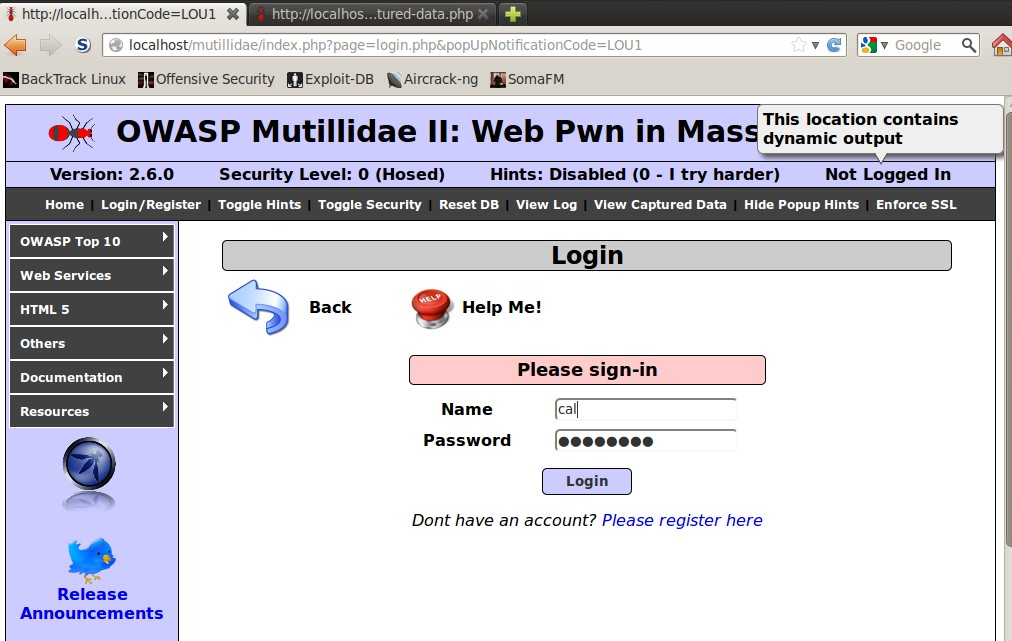 http://localh...tionCode=LOU1
http://localhos...tured-data.php
localhost/mutillidae/index.php?page=login.php&popUpNotificationCode=LOU1
Google
BackTrack Linux Offensive Security Exploit-DB Aircrack-ng SomaFM
OWASP Mutillidae II: Web Pwn in Mass
This location contains
dynamic output
Version: 2.6.0 Security Level: 0 (Hosed) Hints: Disabled (0 - I try harder) Not Logged In
Home | Login/Register | Toggle Hints | Toggle Security | Reset DB | View Log | View Captured Data | Hide Popup Hints | Enforce SSL
OWASP Top 10
Web Services
HTML 5
Others
Documentation
Resources
Release
Announcements
Login
Back
HELP
Help Me!
Please sign-in
Name cal
Password ●●●●●●●●
Login
Dont have an account? Please register here